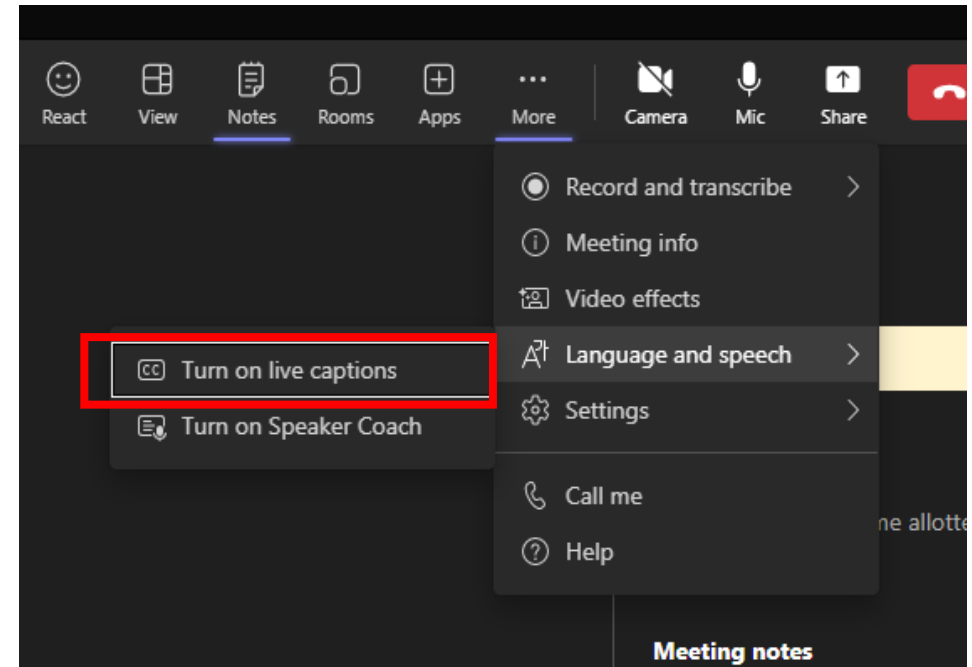 React View Notes Rooms Apps More Camera Mic Share
Record and transcribe
Meeting info
Video effects
Language and speech
CC Turn on live captions
Settings
Turn on Speaker Coach
Call me
Help
Meeting notes